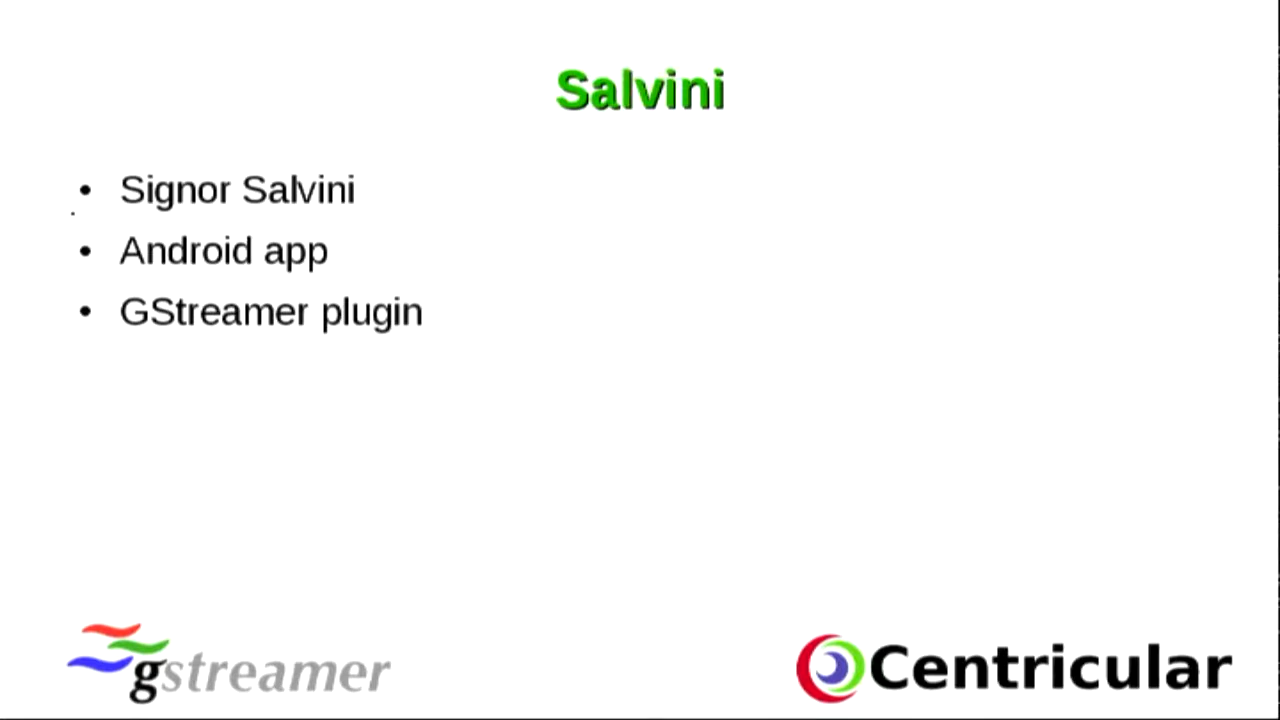 Salvini
• Signor Salvini
• Android app
• GStreamer plugin
gstreamer
Centricular